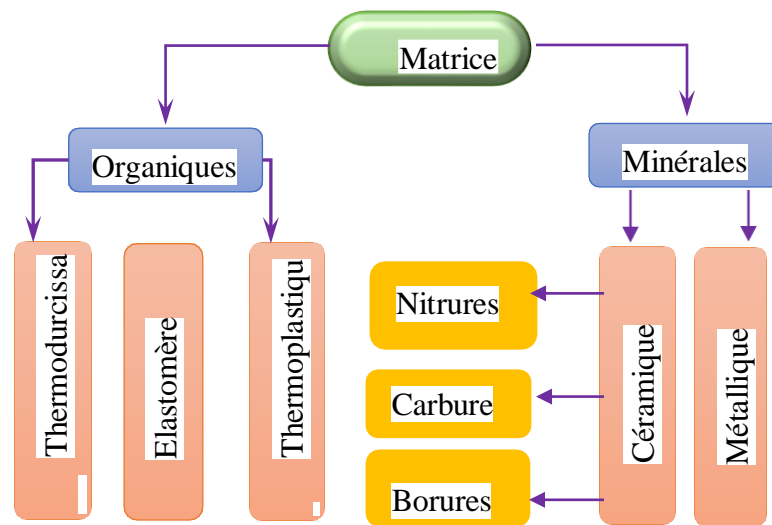 Matrice
Organiques
Minérales
Thermodurcissa
Elastomère
Thermoplastiqu
Nitrures
Carbure
Borures
Céramique
Métallique